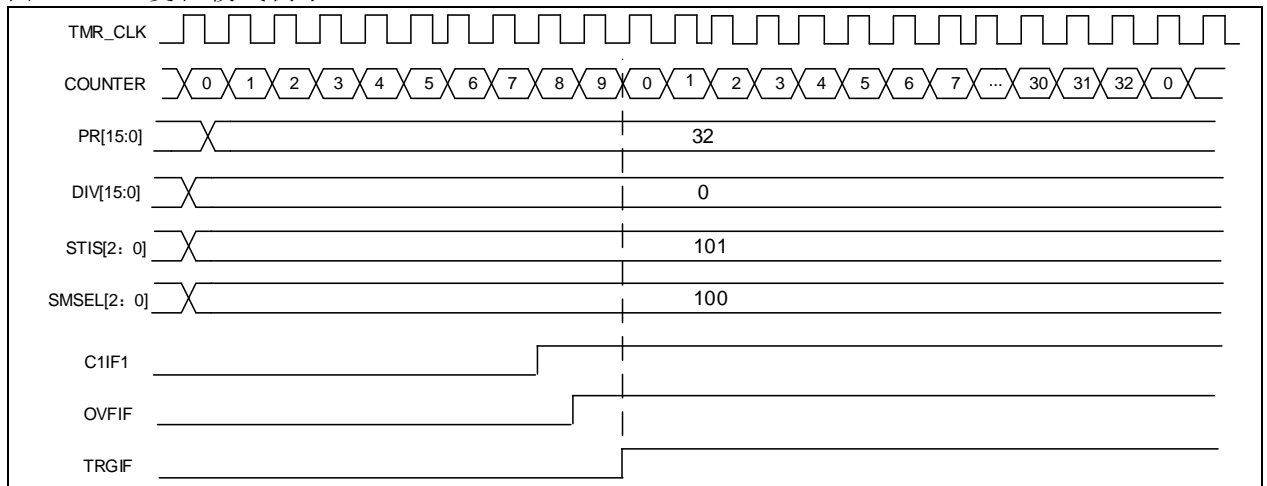 TMR_CLK
COUNTER 0 1 2 3 4 5 6 7 8 9 0 1 2 3 4 5 6 7 ... 30 31 32 0
PR[15:0] 32
DIV[15:0] 0
STIS[2：0] 101
SMSEL[2：0] 100
C1IF1
OVFIF
TRGIF